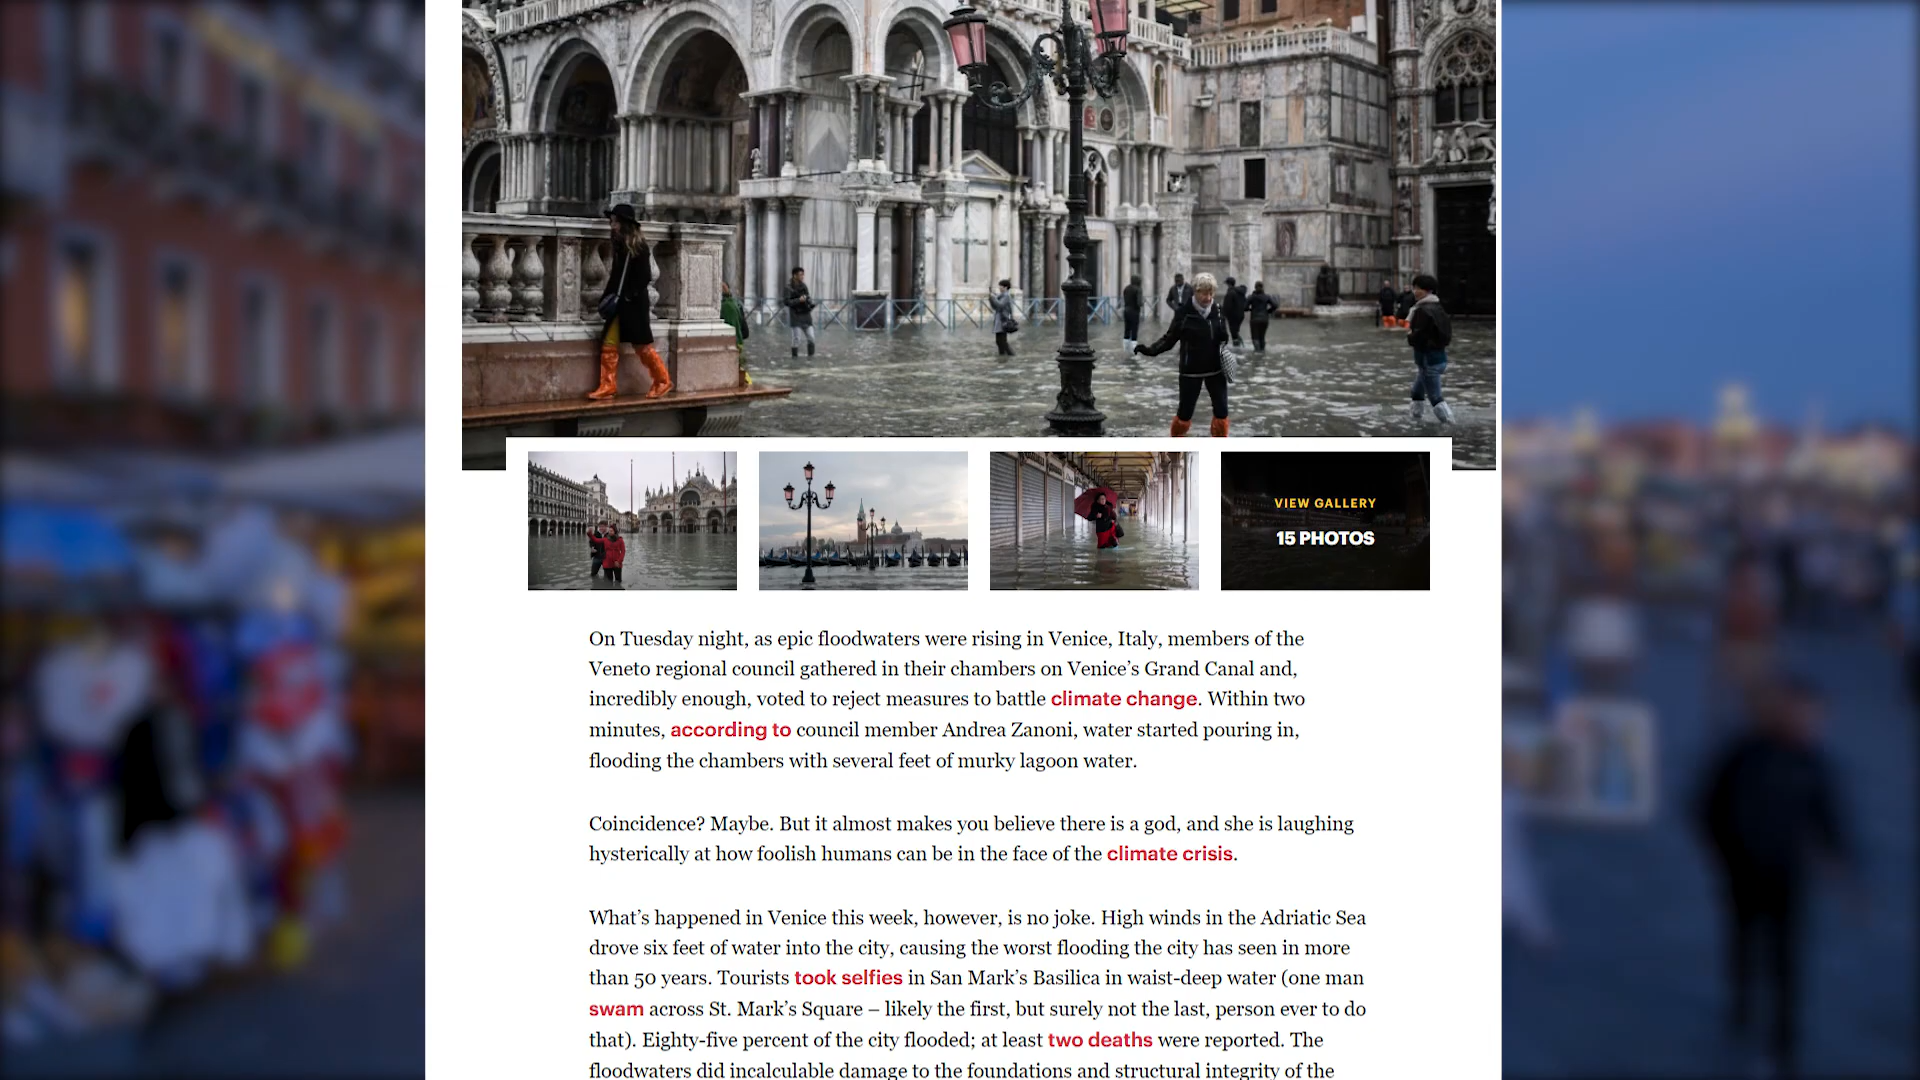 VIEW GALLERY
15 PHOTOS
On Tuesday night, as epic floodwaters were rising in Venice, Italy, members of the
Veneto regional council gathered in their chambers on Venice’s Grand Canal and,
incredibly enough, voted to reject measures to battle climate change. Within two
minutes, according to council member Andrea Zanoni, water started pouring in,
flooding the chambers with several feet of murky lagoon water.
Coincidence? Maybe. But it almost makes you believe there is a god, and she is laughing
hysterically at how foolish humans can be in the face of the climate crisis.
What’s happened in Venice this week, however, is no joke. High winds in the Adriatic Sea
drove six feet of water into the city, causing the worst flooding the city has seen in more
than 50 years. Tourists took selfies in San Mark’s Basilica in waist-deep water (one man
swam across St. Mark’s Square – likely the first, but surely not the last, person ever to do
that). Eighty-five percent of the city flooded; at least two deaths were reported. The
floodwaters did incalculable damage to the foundations and structural integrity of the